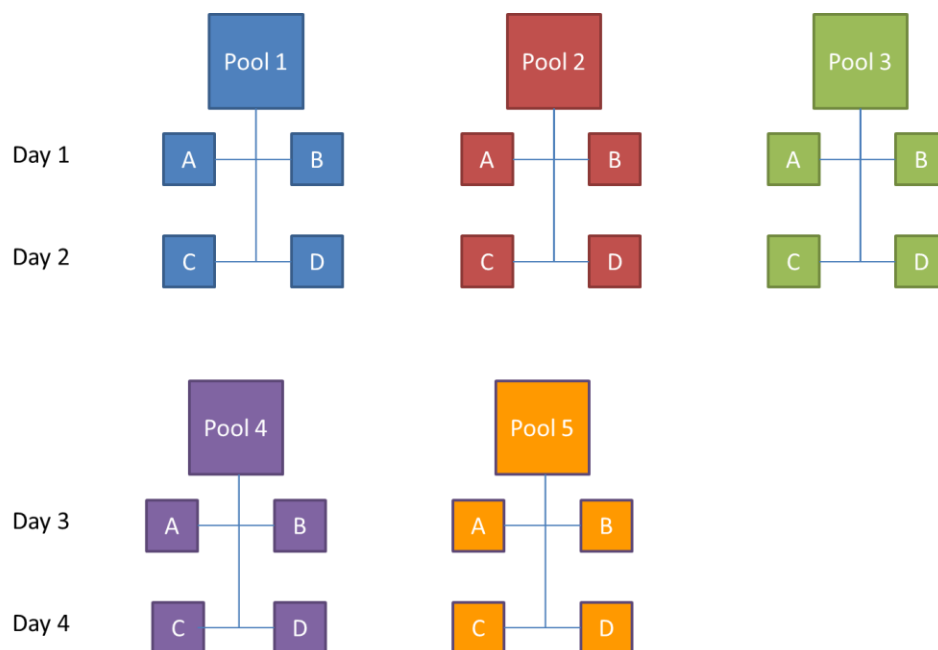 Pool 1 Pool 2 Pool 3
Day 1 A B A B A B
Day 2 C D C D C D
Pool 4 Pool 5
Day 3 A B A B
Day 4 C D C D